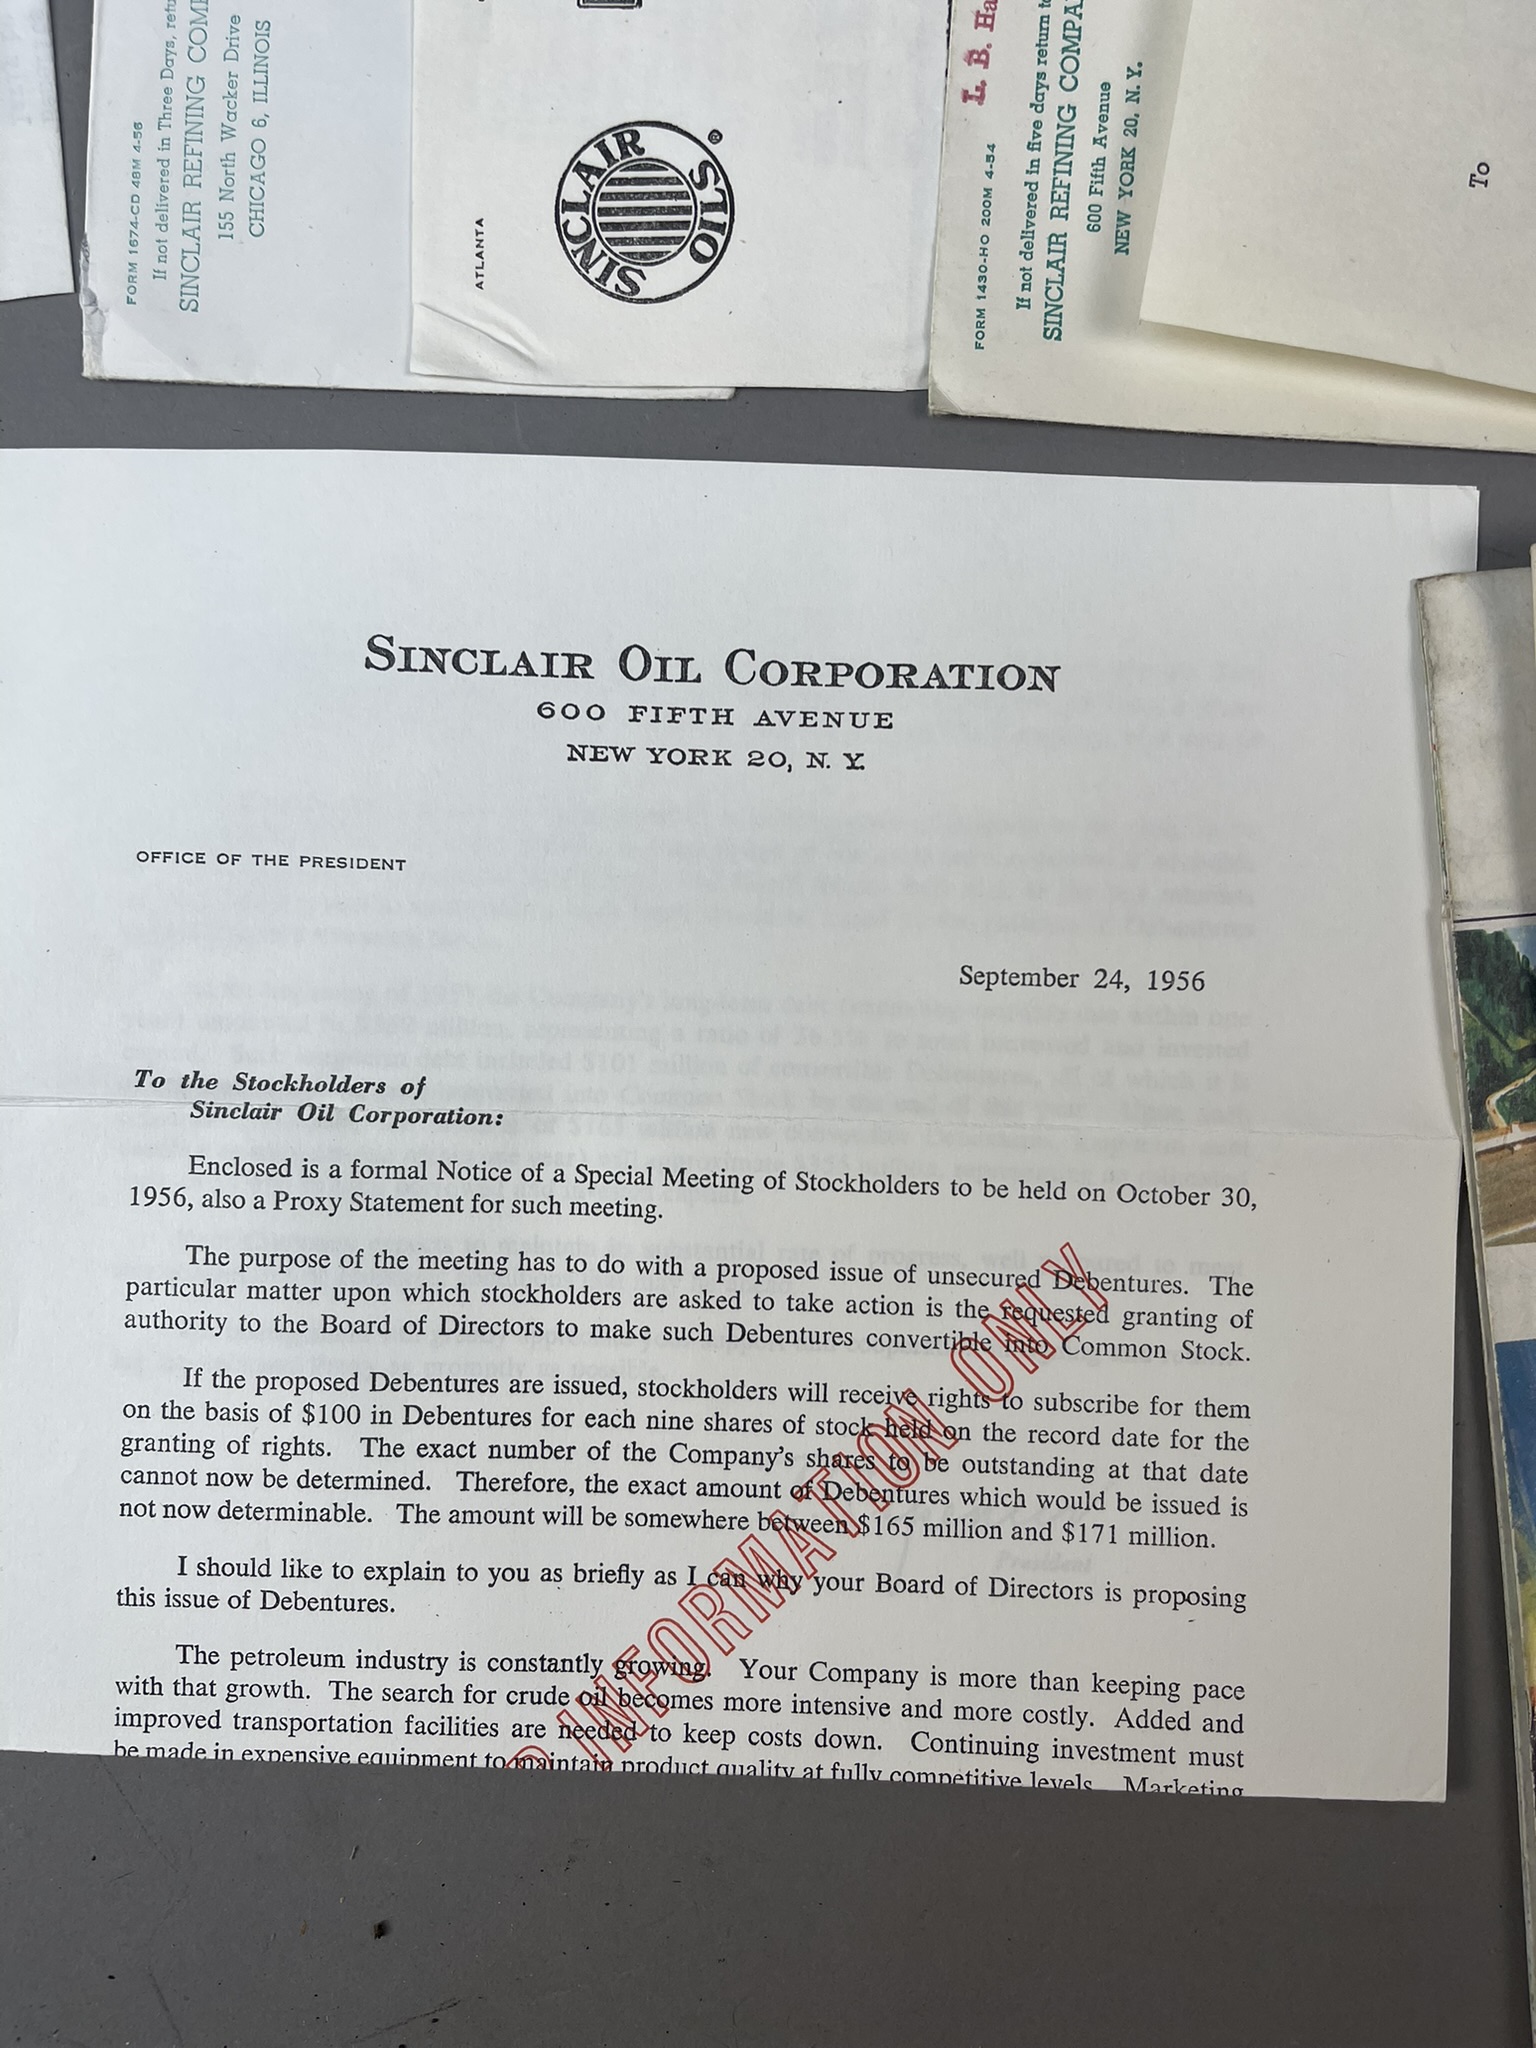 FORM 1674-CD 48M 4-56
If not delivered in Three Days,
SINCLAIR REFINING
155 North Wacker Drive
CHICAGO 6, ILLINOIS
ATLANTA
SINCLAIR OILS ®
L. B.
FORM 1430-HO 200M 4-54
If not delivered in five days return
SINCLAIR REFINING
600 Fifth Avenue
NEW YORK 20, N. Y.
To
SINCLAIR OIL CORPORATION
600 FIFTH AVENUE
NEW YORK 20, N. Y.
OFFICE OF THE PRESIDENT
September 24, 1956
To the Stockholders of
Sinclair Oil Corporation:
Enclosed is a formal Notice of a Special Meeting of Stockholders to be held on October 30,
1956, also a Proxy Statement for such meeting.
The purpose of the meeting has to do with a proposed issue of unsecured Debentures. The
particular matter upon which stockholders are asked to take action is the requested granting of
authority to the Board of Directors to make such Debentures convertible into Common Stock.
If the proposed Debentures are issued, stockholders will receive rights to subscribe for them
on the basis of $100 in Debentures for each nine shares of stock held on the record date for the
granting of rights. The exact number of the Company's shares to be outstanding at that date
cannot now be determined. Therefore, the exact amount of Debentures which would be issued is
not now determinable. The amount will be somewhere between $165 million and $171 million.
I should like to explain to you as briefly as I can why your Board of Directors is proposing
this issue of Debentures.
The petroleum industry is constantly growing. Your Company is more than keeping pace
with that growth. The search for crude oil becomes more intensive and more costly. Added and
improved transportation facilities are needed to keep costs down. Continuing investment must
be made in expensive equipment to maintain product quality at fully competitive levels. Marketing
INFORMATION ONLY